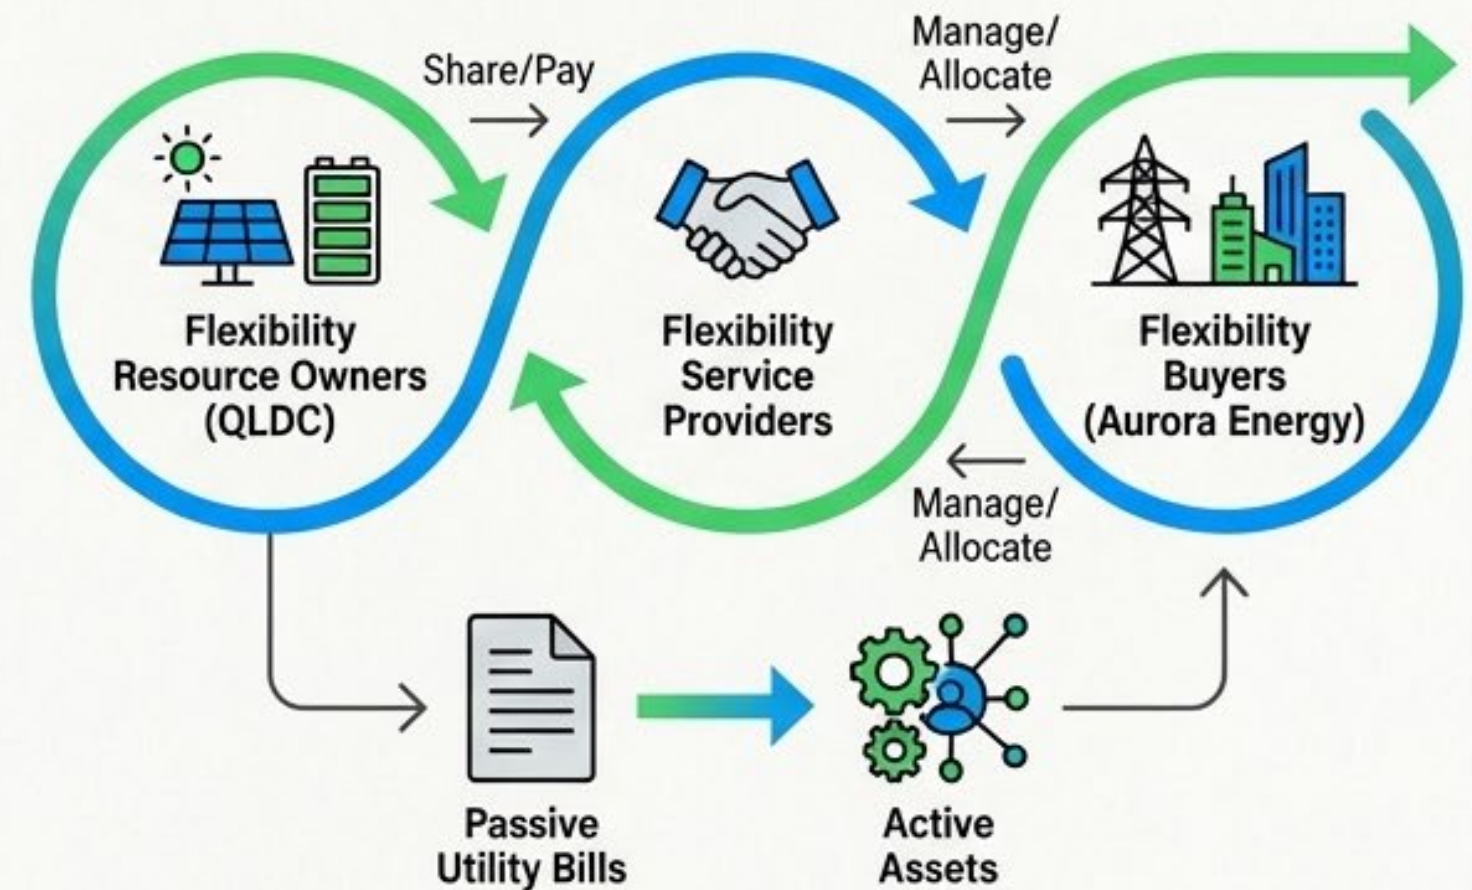 Share/Pay
Manage/
Allocate
Flexibility
Resource Owners
(QLDC)
Flexibility
Service
Providers
Flexibility
Buyers
(Aurora Energy)
Manage/
Allocate
Passive
Utility Bills
Active
Assets